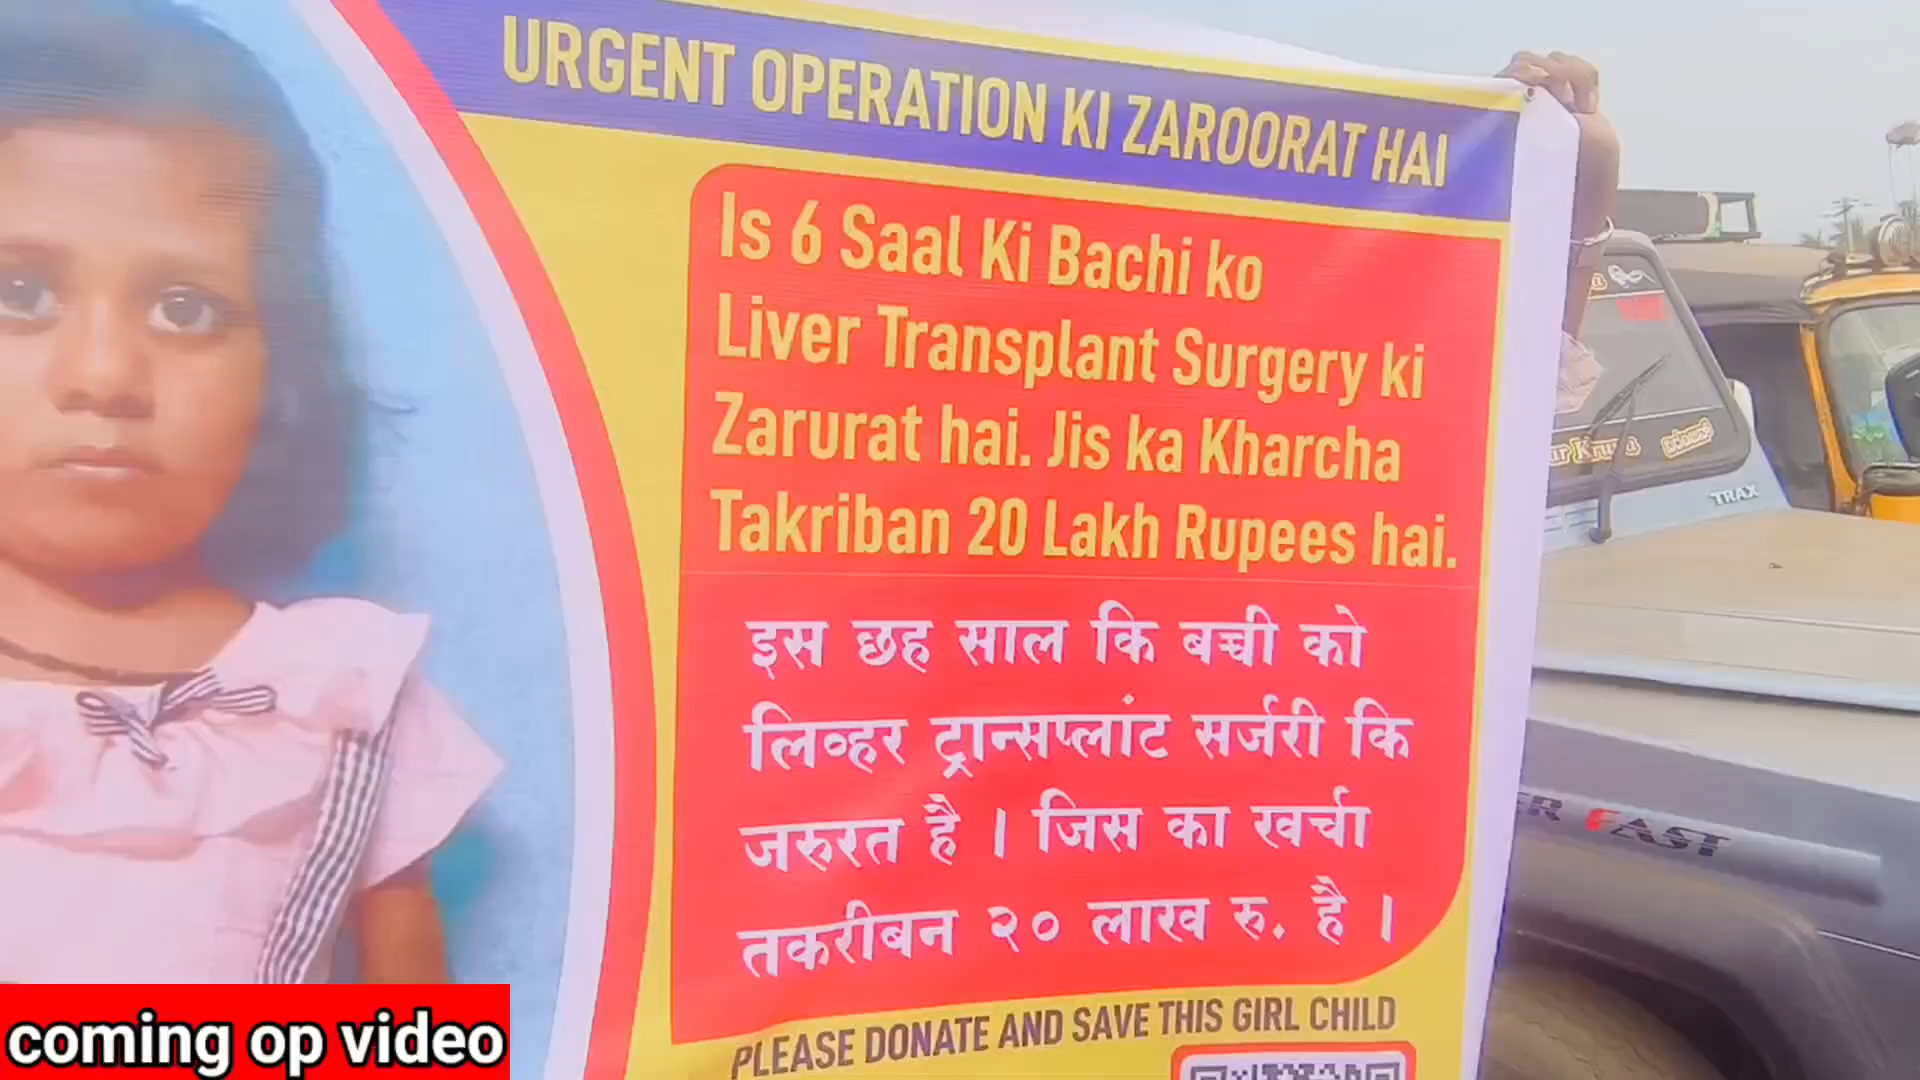 URGENT OPERATION KI ZAROORAT HAI
Is 6 Saal Ki Bachi ko
Liver Transplant Surgery ki
Zarurat hai. Jis ka Kharcha
Takriban 20 Lakh Rupees hai.
इस छह साल कि बच्ची को
लिव्हर ट्रान्सप्लांट सर्जरी कि
जरुरत है । जिस का खर्चा
तकरीबन २० लाख रु. है ।
PLEASE DONATE AND SAVE THIS GIRL CHILD
TRAX
FAST
coming op video